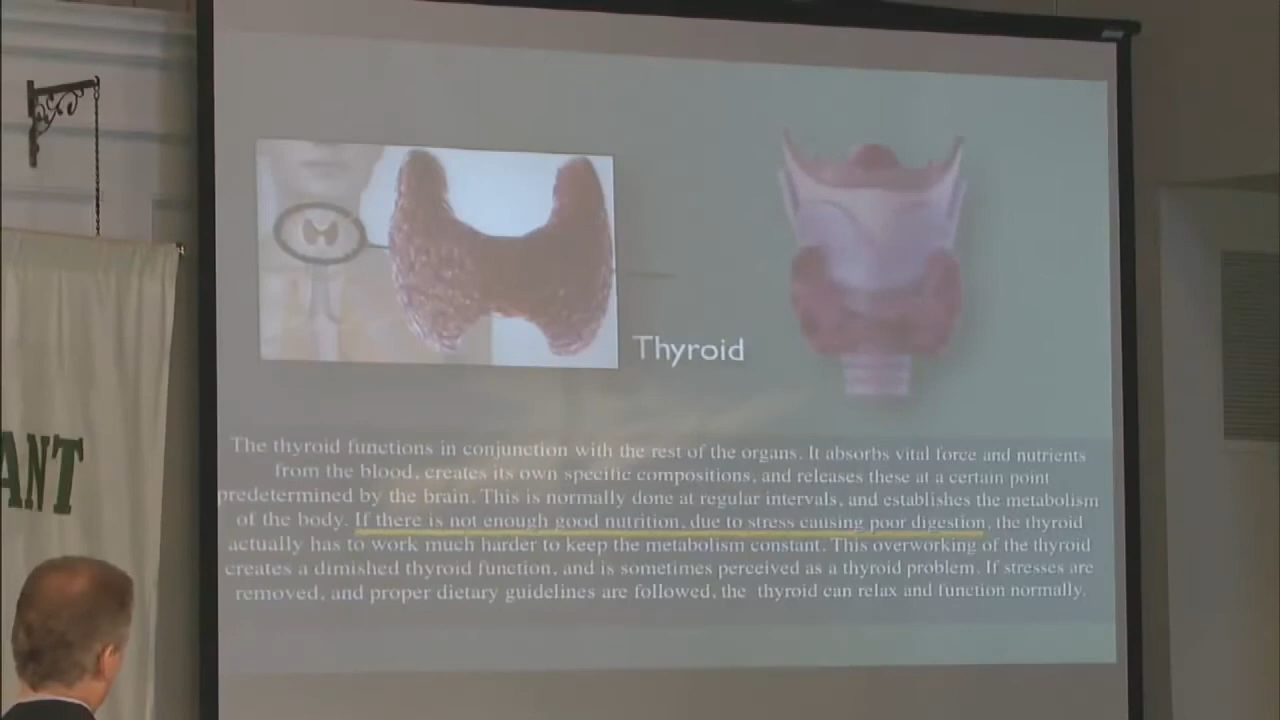 Thyroid
The thyroid functions in conjunction with the rest of the organs. It absorbs vital force and nutrients
from the blood, creates its own specific compositions, and releases these at a certain point
predetermined by the brain. This is normally done at regular intervals, and establishes the metabolism
of the body. If there is not enough good nutrition, due to stress causing poor digestion, the thyroid
actually has to work much harder to keep the metabolism constant. This overworking of the thyroid
creates a dimished thyroid function, and is sometimes perceived as a thyroid problem. If stresses are
removed, and proper dietary guidelines are followed, the thyroid can relax and function normally.
ANT